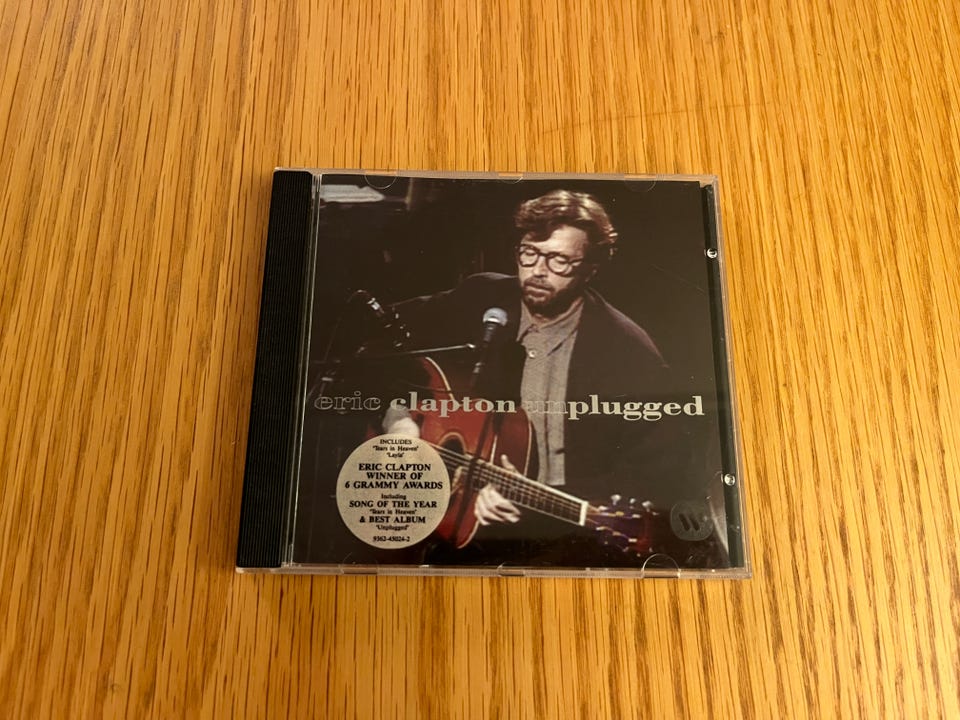 eric clapton unplugged
INCLUDES
"Tears in Heaven"
"Layla"
ERIC CLAPTON
WINNER OF
6 GRAMMY AWARDS
Including
SONG OF THE YEAR
"Tears in Heaven"
& BEST ALBUM
"Unplugged"
9362-45024-2